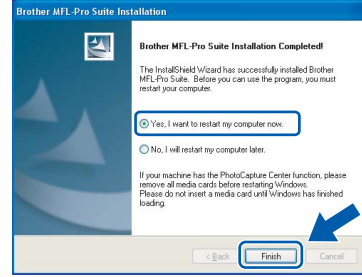 Brother MFL-Pro Suite Installation
Brother MFL-Pro Suite Installation Completed!
The InstallShield Wizard has successfully installed Brother
MFL-Pro Suite. Before you can use the program, you must
restart your computer.
Yes, I want to restart my computer now.
No, I will restart my computer later.
If your machine has the PhotoCapture Center function, please
remove all media cards before restarting Windows.
Please do not insert a media card until Windows has finished
loading.
< Back Finish Cancel